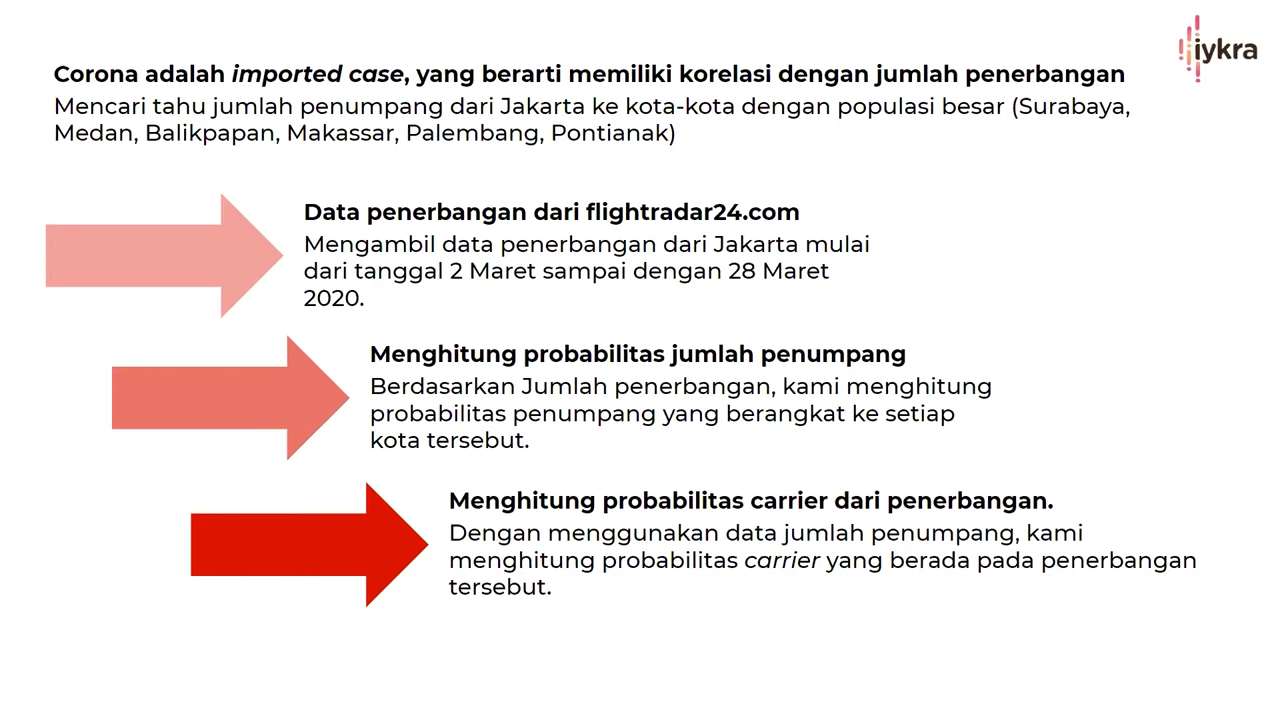 iykra
Corona adalah imported case, yang berarti memiliki korelasi dengan jumlah penerbangan
Mencari tahu jumlah penumpang dari Jakarta ke kota-kota dengan populasi besar (Surabaya,
Medan, Balikpapan, Makassar, Palembang, Pontianak)
Data penerbangan dari flightradar24.com
Mengambil data penerbangan dari Jakarta mulai
dari tanggal 2 Maret sampai dengan 28 Maret
2020.
Menghitung probabilitas jumlah penumpang
Berdasarkan Jumlah penerbangan, kami menghitung
probabilitas penumpang yang berangkat ke setiap
kota tersebut.
Menghitung probabilitas carrier dari penerbangan.
Dengan menggunakan data jumlah penumpang, kami
menghitung probabilitas carrier yang berada pada penerbangan
tersebut.